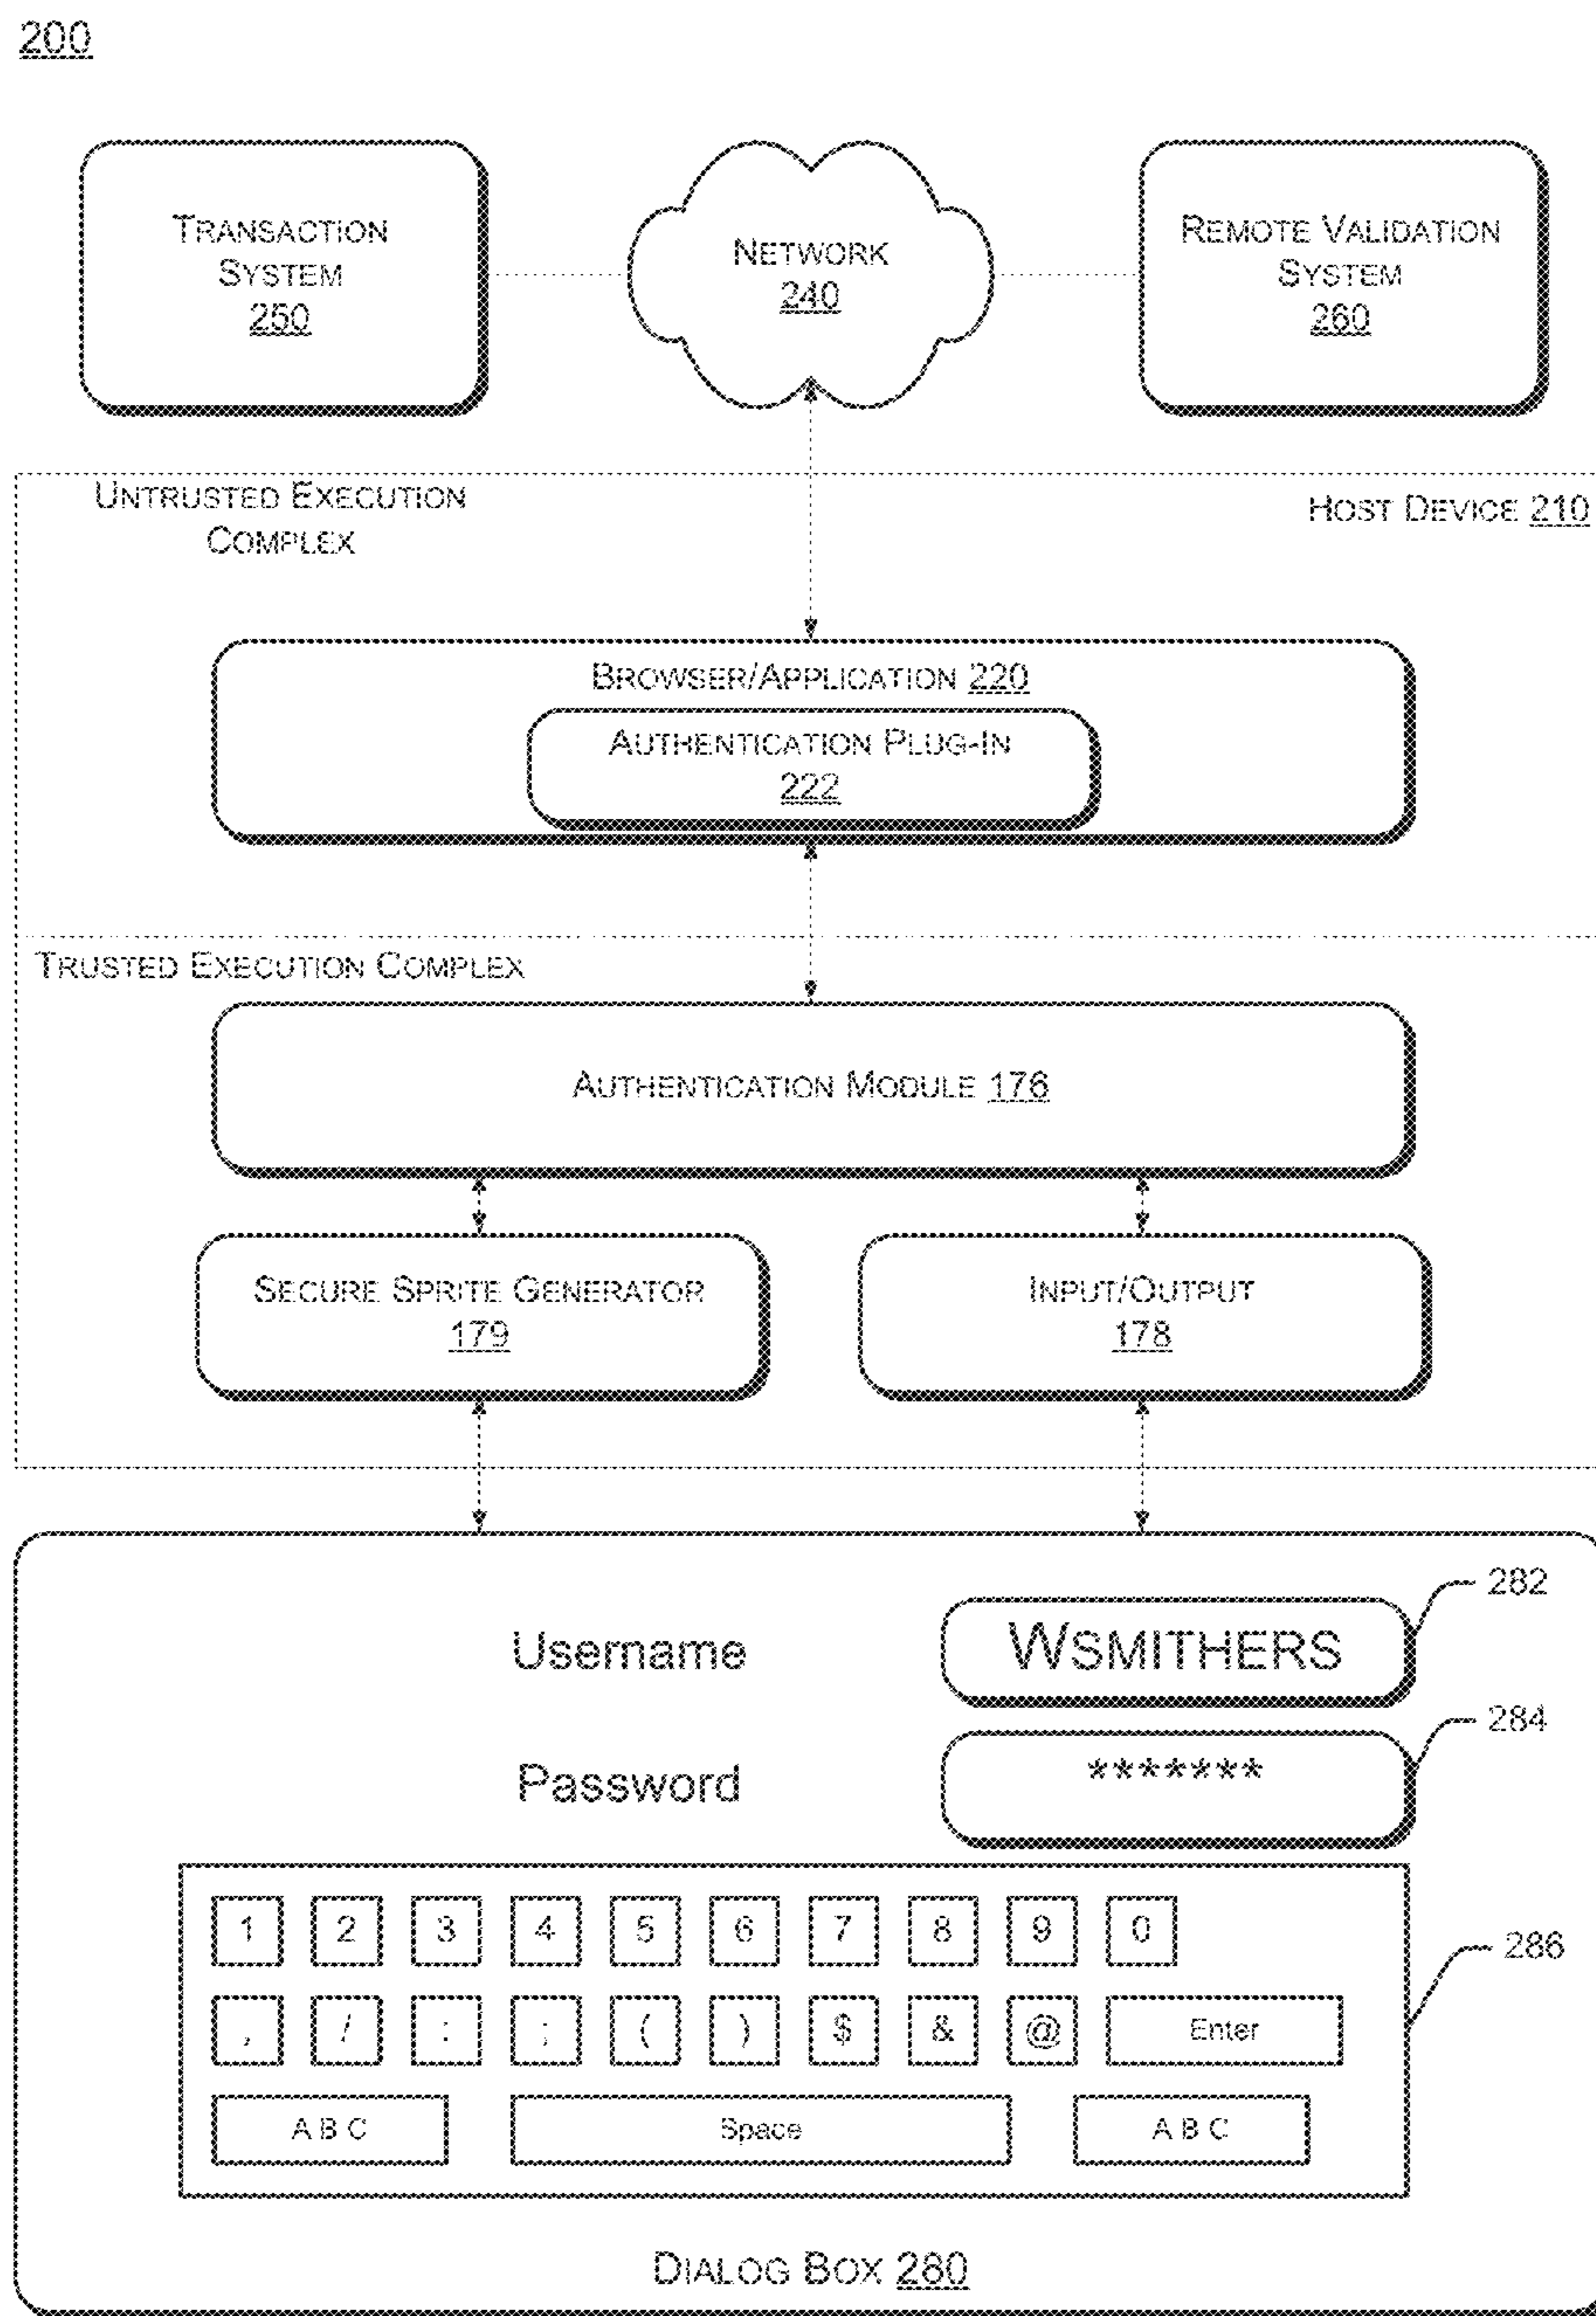 200
TRANSACTION
SYSTEM
250
NETWORK
240
REMOTE VALIDATION
SYSTEM
260
UNTRUSTED EXECUTION
COMPLEX
HOST DEVICE 210
BROWSER/APPLICATION 220
AUTHENTICATION PLUG-IN
222
TRUSTED EXECUTION COMPLEX
AUTHENTICATION MODULE 176
SECURE SPRITE GENERATOR
179
INPUT/OUTPUT
178
282
Username WSMITHERS
284
Password *******
1 2 3 4 5 6 7 8 9 0
286
, / : ; ( ) $ & @ Enter
A B C Space A B C
DIALOG BOX 280